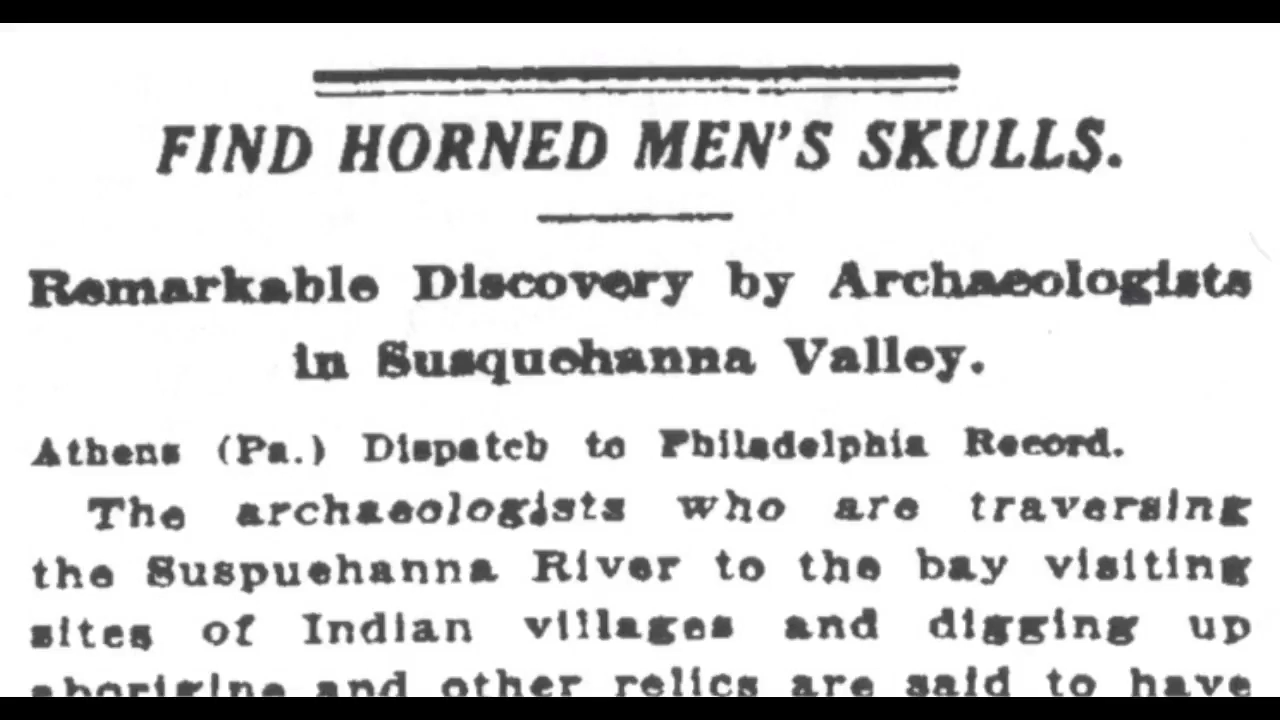 FIND HORNED MEN'S SKULLS.
Remarkable Discovery by Archaeologists
in Susquehanna Valley.
Athens (Pa.) Dispatch to Philadelphia Record.
The archaeologists who are traversing
the Suspuehanna River to the bay visiting
sites of Indian villages and digging up
aborigine and other relics are said to have